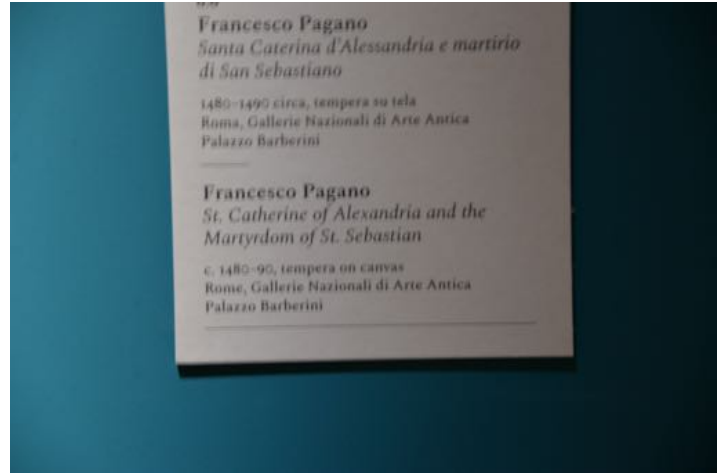 Francesco Pagano
Santa Caterina d'Alessandria e martirio
di San Sebastiano
1480-1490 circa, tempera su tela
Roma, Gallerie Nazionali di Arte Antica
Palazzo Barberini
Francesco Pagano
St. Catherine of Alexandria and the
Martyrdom of St. Sebastian
c. 1480-90, tempera on canvas
Rome, Gallerie Nazionali di Arte Antica
Palazzo Barberini